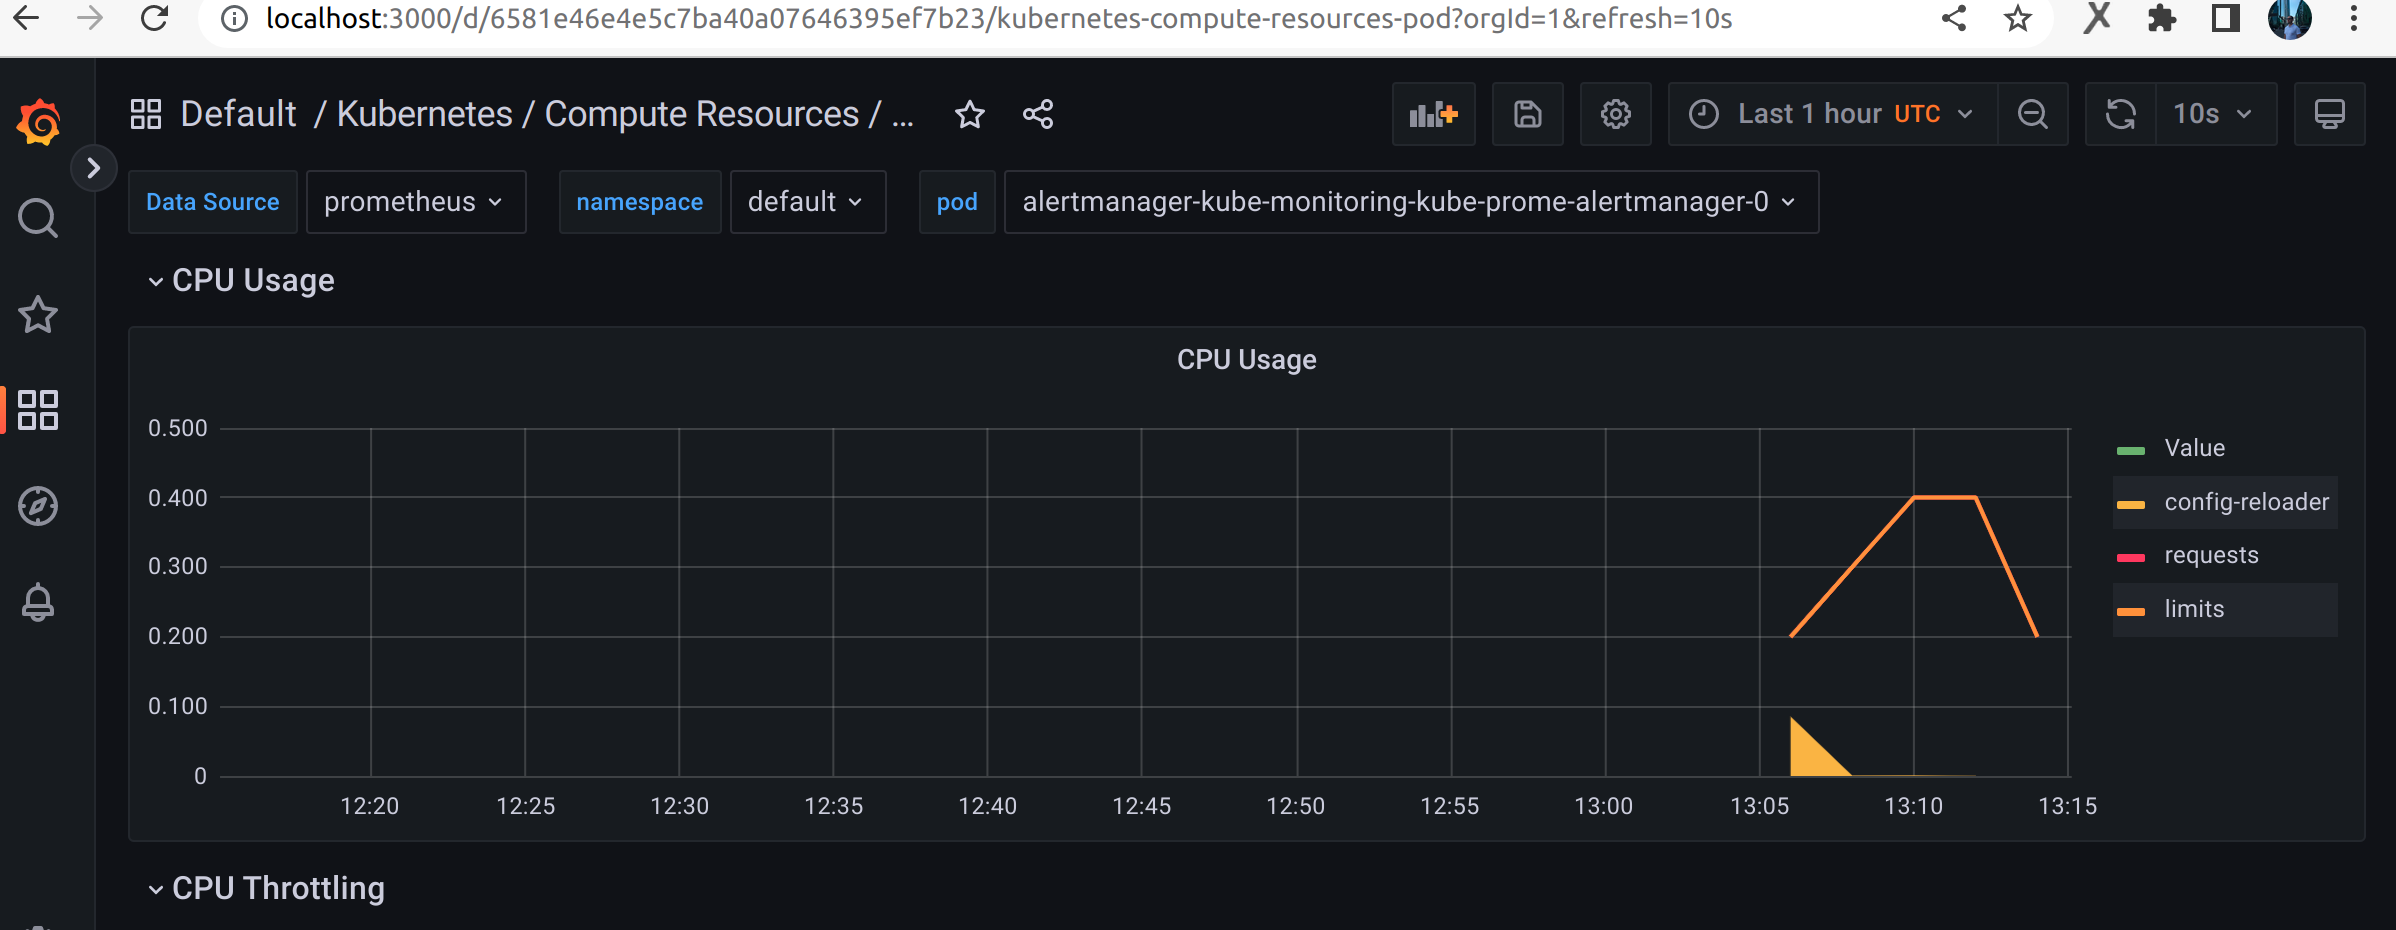 localhost:3000/d/6581e46e4e5c7ba40a07646395ef7b23/kubernetes-compute-resources-pod?orgId=1&refresh=10s
Default / Kubernetes / Compute Resources / ...
Last 1 hour UTC
10s
Data Source prometheus namespace default pod alertmanager-kube-monitoring-kube-prome-alertmanager-0
CPU Usage
CPU Usage
0.500
0.400
0.300
0.200
0.100
0
12:20 12:25 12:30 12:35 12:40 12:45 12:50 12:55 13:00 13:05 13:10 13:15
Value
config-reloader
requests
limits
CPU Throttling